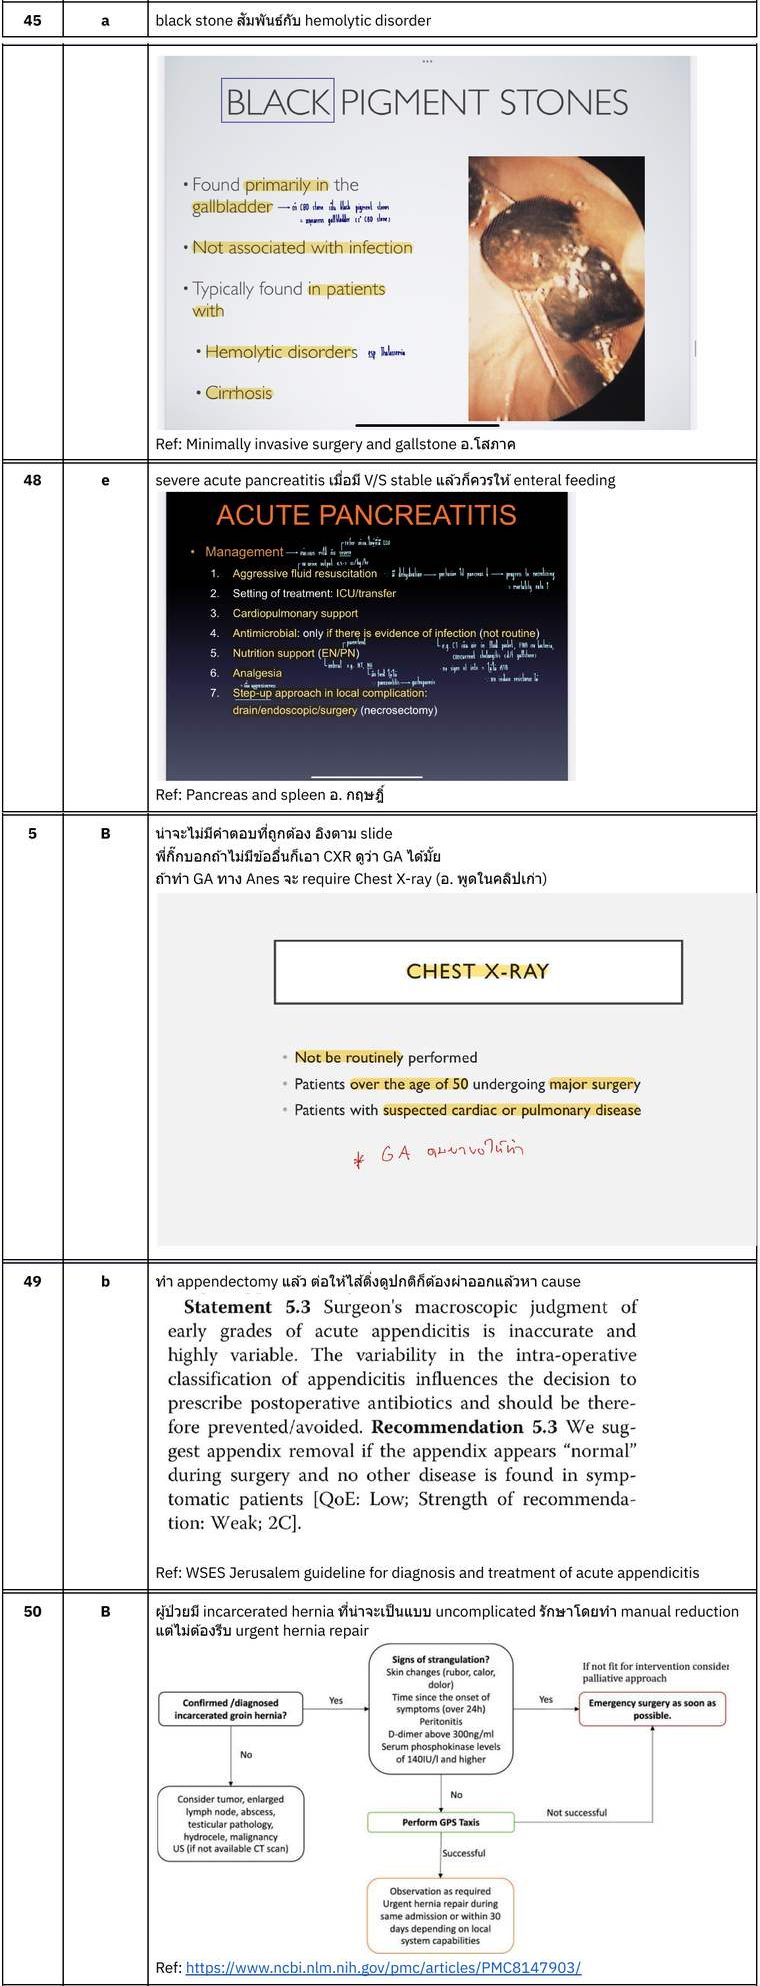 45 a black stone สัมพันธ์กับ hemolytic disorder
BLACK PIGMENT STONES
• Found primarily in the
gallbladder
• Not associated with infection
• Typically found in patients
with
• Hemolytic disorders
• Cirrhosis
Ref: Minimally invasive surgery and gallstone อ.โสภาค
48 e severe acute pancreatitis เมื่อมี V/S stable แล้วก็ควรให้ enteral feeding
ACUTE PANCREATITIS
• Management
1. Aggressive fluid resuscitation
2. Setting of treatment: ICU/transfer
3. Cardiopulmonary support
4. Antimicrobial: only if there is evidence of infection (not routine)
5. Nutrition support (EN/PN)
6. Analgesia
7. Step-up approach in local complication:
drain/endoscopic/surgery (necrosectomy)
Ref: Pancreas and spleen อ. กฤษฎิ์
5 B น่าจะไม่มีคำตอบที่ถูกต้อง อิงตาม slide
พี่กิ๊กบอกถ้าไม่มีข้ออื่นก็เอา CXR ดูว่า GA ได้มั้ย
ถ้าทำ GA ทาง Anes จะ require Chest X-ray (อ. พูดในคลิปเก่า)
CHEST X-RAY
• Not be routinely performed
• Patients over the age of 50 undergoing major surgery
• Patients with suspected cardiac or pulmonary disease
* GA
49 b ทำ appendectomy แล้ว ต่อให้ไส้ติ่งดูปกติก็ต้องผ่าออกแล้วหา cause
Statement 5.3 Surgeon's macroscopic judgment of
early grades of acute appendicitis is inaccurate and
highly variable. The variability in the intra-operative
classification of appendicitis influences the decision to
prescribe postoperative antibiotics and should be there-
fore prevented/avoided. Recommendation 5.3 We sug-
gest appendix removal if the appendix appears “normal”
during surgery and no other disease is found in symp-
tomatic patients [QoE: Low; Strength of recommenda-
tion: Weak; 2C].
Ref: WSES Jerusalem guideline for diagnosis and treatment of acute appendicitis
50 B ผู้ป่วยมี incarcerated hernia ที่น่าจะเป็นแบบ uncomplicated รักษาโดยทำ manual reduction
แต่ไม่ต้องรีบ urgent hernia repair
Confirmed /diagnosed
incarcerated groin hernia?
Yes
Signs of strangulation?
Skin changes (rubor, calor,
dolor)
Time since the onset of
symptoms (over 24h)
Peritonitis
D-dimer above 300ng/ml
Serum phosphokinase levels
of 140IU/l and higher
Yes
If not fit for intervention consider
palliative approach
Emergency surgery as soon as
possible.
No
Consider tumor, enlarged
lymph node, abscess,
testicular pathology,
hydrocele, malignancy
US (if not available CT scan)
No
Perform GPS Taxis
Not successful
Successful
Observation as required
Urgent hernia repair during
same admission or within 30
days depending on local
system capabilities
Ref: https://www.ncbi.nlm.nih.gov/pmc/articles/PMC8147903/